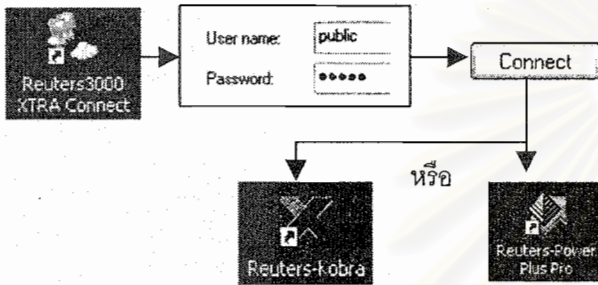 Reuters3000
XTRA Connect
User name: public
Password: •••••
Connect
หรือ
Reuters-Kobra
Reuters-Power
Plus Pro